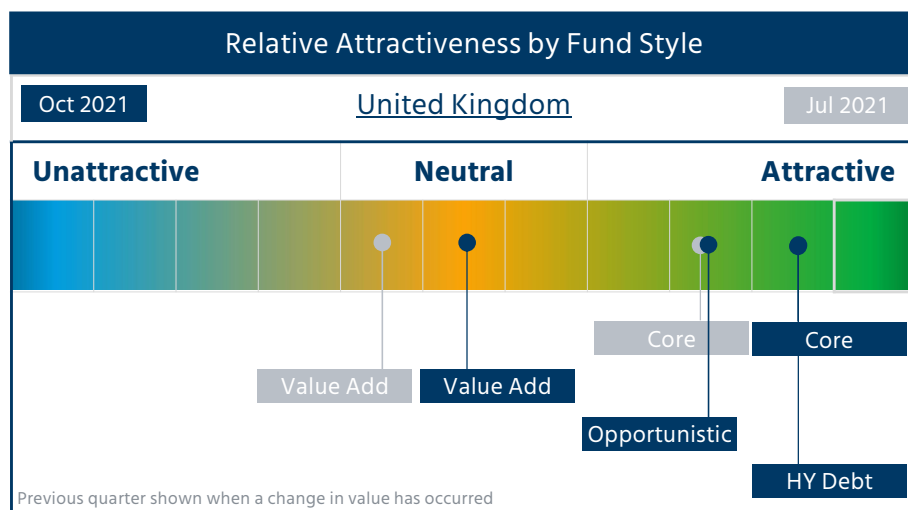 Relative Attractiveness by Fund Style
Oct 2021
United Kingdom
Jul 2021
Unattractive
Neutral
Attractive
Core
Core
Value Add
Value Add
Opportunistic
HY Debt
Previous quarter shown when a change in value has occurred